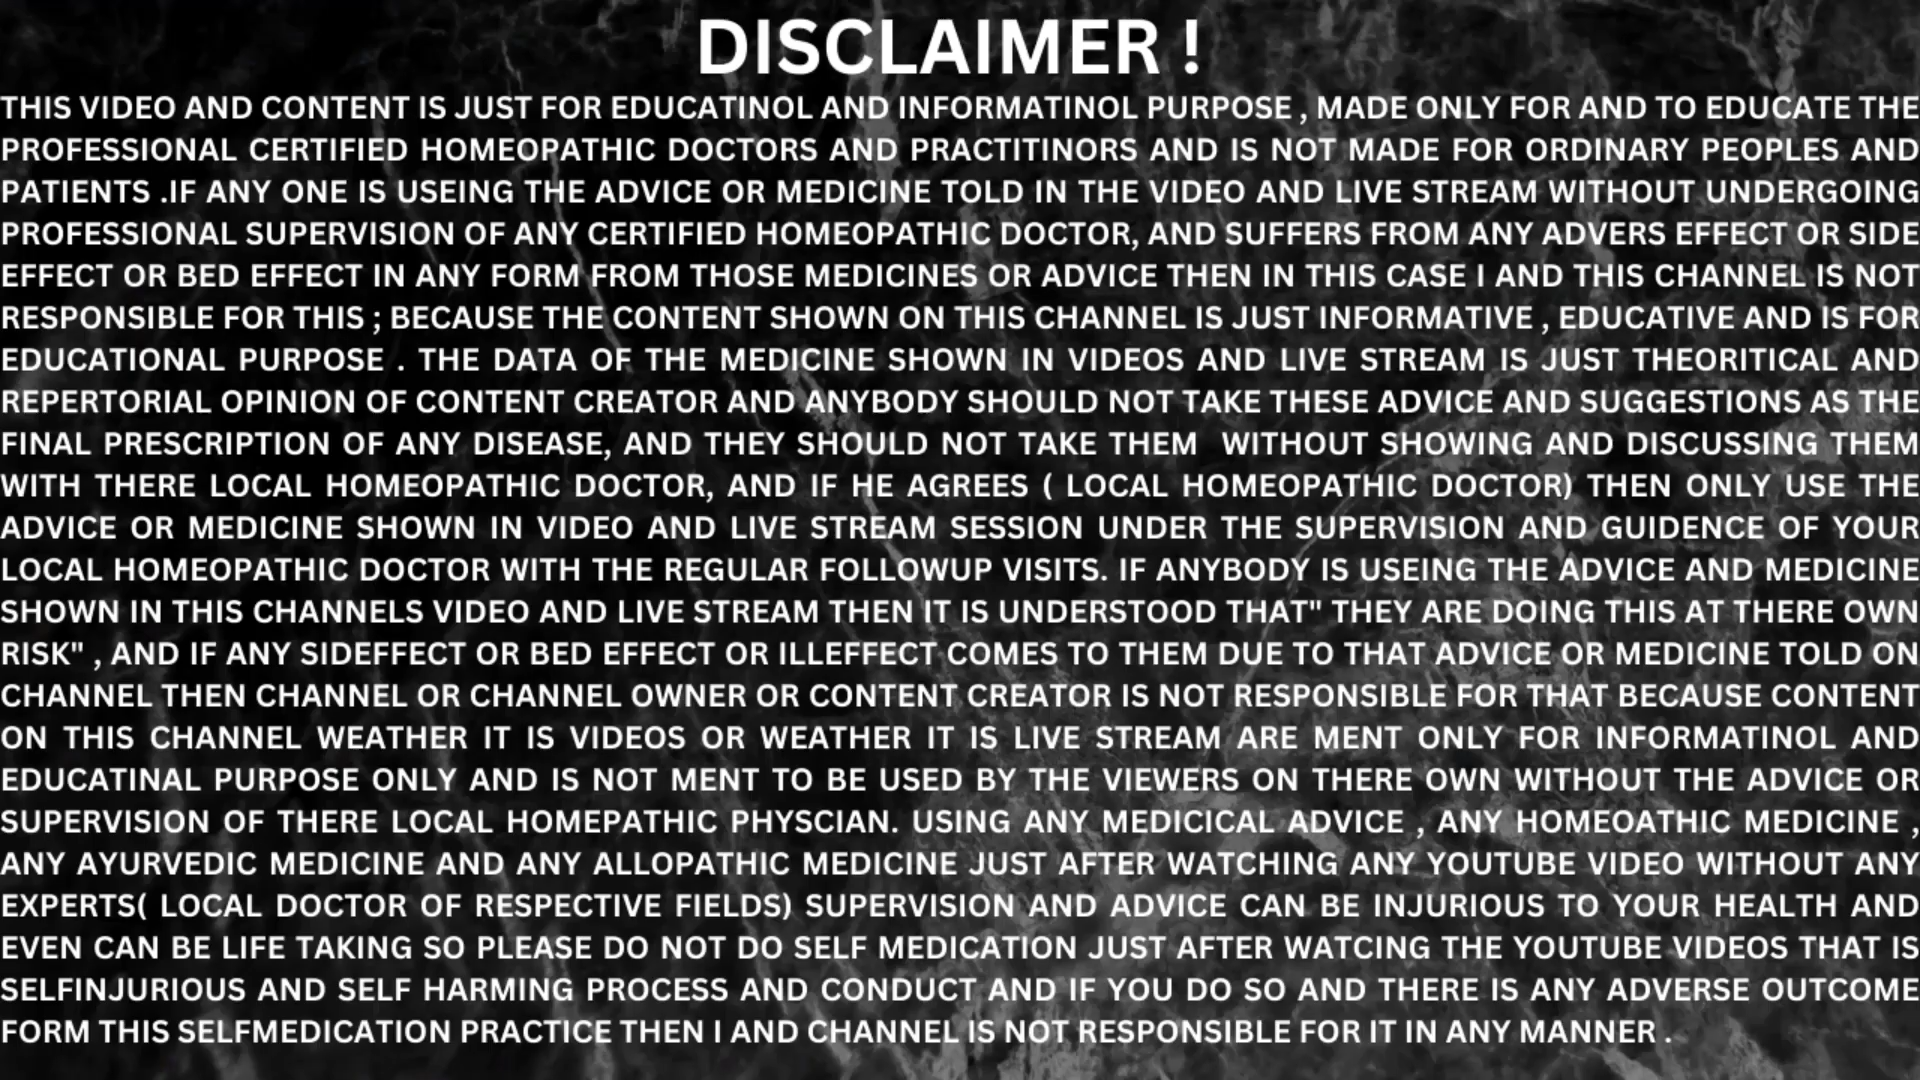 DISCLAIMER !
THIS VIDEO AND CONTENT IS JUST FOR EDUCATINOL AND INFORMATINOL PURPOSE , MADE ONLY FOR AND TO EDUCATE THE
PROFESSIONAL CERTIFIED HOMEOPATHIC DOCTORS AND PRACTITINORS AND IS NOT MADE FOR ORDINARY PEOPLES AND
PATIENTS .IF ANY ONE IS USEING THE ADVICE OR MEDICINE TOLD IN THE VIDEO AND LIVE STREAM WITHOUT UNDERGOING
PROFESSIONAL SUPERVISION OF ANY CERTIFIED HOMEOPATHIC DOCTOR, AND SUFFERS FROM ANY ADVERS EFFECT OR SIDE
EFFECT OR BED EFFECT IN ANY FORM FROM THOSE MEDICINES OR ADVICE THEN IN THIS CASE I AND THIS CHANNEL IS NOT
RESPONSIBLE FOR THIS ; BECAUSE THE CONTENT SHOWN ON THIS CHANNEL IS JUST INFORMATIVE , EDUCATIVE AND IS FOR
EDUCATIONAL PURPOSE . THE DATA OF THE MEDICINE SHOWN IN VIDEOS AND LIVE STREAM IS JUST THEORITICAL AND
REPERTORIAL OPINION OF CONTENT CREATOR AND ANYBODY SHOULD NOT TAKE THESE ADVICE AND SUGGESTIONS AS THE
FINAL PRESCRIPTION OF ANY DISEASE, AND THEY SHOULD NOT TAKE THEM  WITHOUT SHOWING AND DISCUSSING THEM
WITH THERE LOCAL HOMEOPATHIC DOCTOR, AND IF HE AGREES ( LOCAL HOMEOPATHIC DOCTOR) THEN ONLY USE THE
ADVICE OR MEDICINE SHOWN IN VIDEO AND LIVE STREAM SESSION UNDER THE SUPERVISION AND GUIDENCE OF YOUR
LOCAL HOMEOPATHIC DOCTOR WITH THE REGULAR FOLLOWUP VISITS. IF ANYBODY IS USEING THE ADVICE AND MEDICINE
SHOWN IN THIS CHANNELS VIDEO AND LIVE STREAM THEN IT IS UNDERSTOOD THAT" THEY ARE DOING THIS AT THERE OWN
RISK" , AND IF ANY SIDEFFECT OR BED EFFECT OR ILLEFFECT COMES TO THEM DUE TO THAT ADVICE OR MEDICINE TOLD ON
CHANNEL THEN CHANNEL OR CHANNEL OWNER OR CONTENT CREATOR IS NOT RESPONSIBLE FOR THAT BECAUSE CONTENT
ON THIS CHANNEL WEATHER IT IS VIDEOS OR WEATHER IT IS LIVE STREAM ARE MENT ONLY FOR INFORMATINOL AND
EDUCATINAL PURPOSE ONLY AND IS NOT MENT TO BE USED BY THE VIEWERS ON THERE OWN WITHOUT THE ADVICE OR
SUPERVISION OF THERE LOCAL HOMEPATHIC PHYSCIAN. USING ANY MEDICICAL ADVICE , ANY HOMEOATHIC MEDICINE ,
ANY AYURVEDIC MEDICINE AND ANY ALLOPATHIC MEDICINE JUST AFTER WATCHING ANY YOUTUBE VIDEO WITHOUT ANY
EXPERTS( LOCAL DOCTOR OF RESPECTIVE FIELDS) SUPERVISION AND ADVICE CAN BE INJURIOUS TO YOUR HEALTH AND
EVEN CAN BE LIFE TAKING SO PLEASE DO NOT DO SELF MEDICATION JUST AFTER WATCING THE YOUTUBE VIDEOS THAT IS
SELFINJURIOUS AND SELF HARMING PROCESS AND CONDUCT AND IF YOU DO SO AND THERE IS ANY ADVERSE OUTCOME
FORM THIS SELFMEDICATION PRACTICE THEN I AND CHANNEL IS NOT RESPONSIBLE FOR IT IN ANY MANNER .